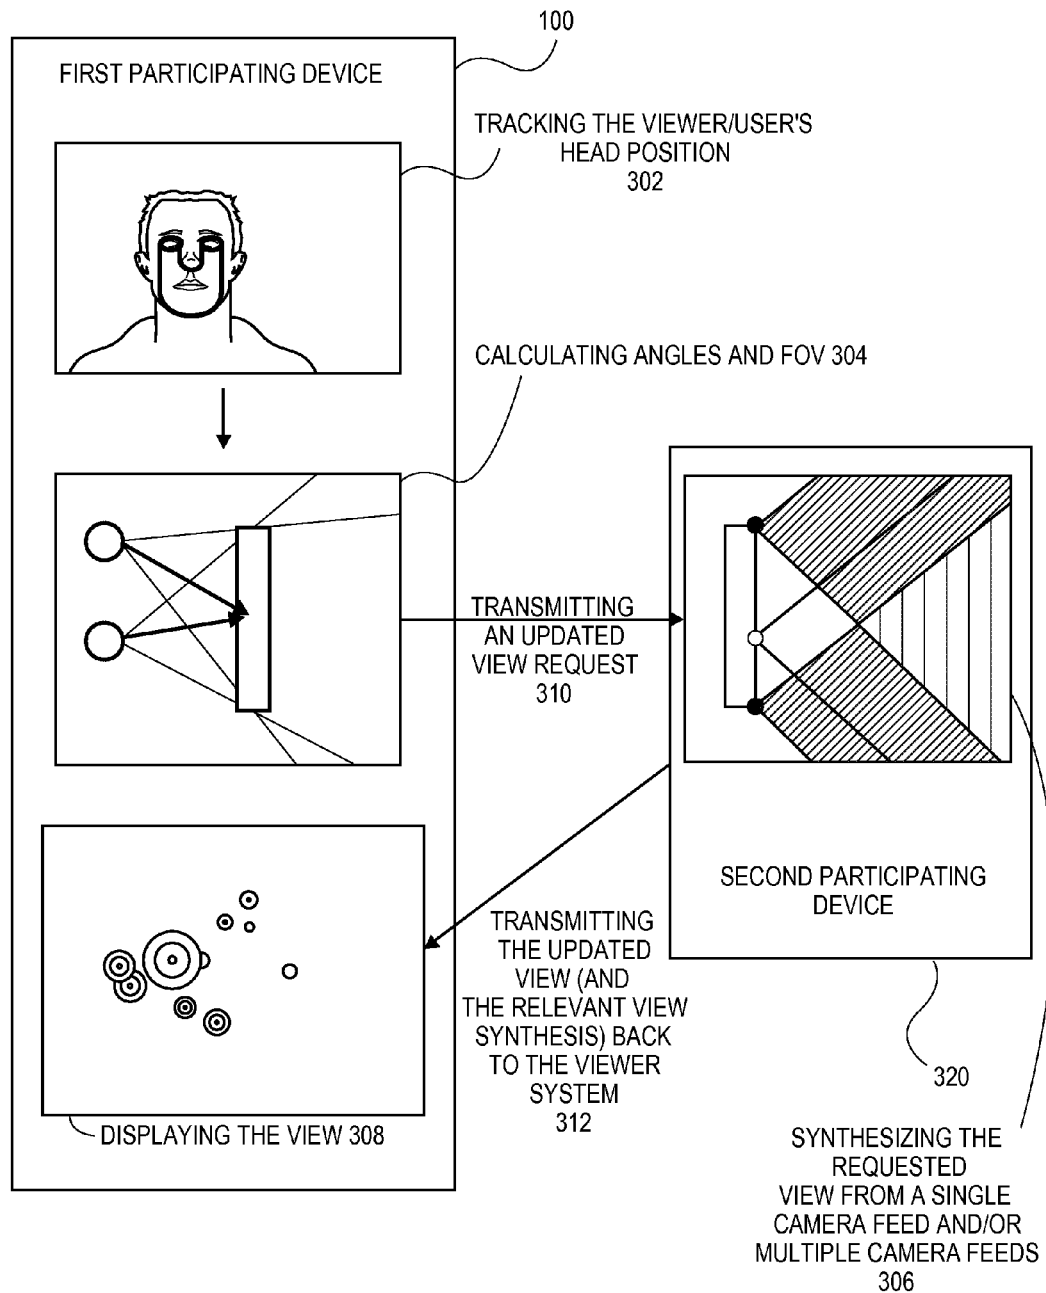 100
FIRST PARTICIPATING DEVICE
TRACKING THE VIEWER/USER'S
HEAD POSITION
302
CALCULATING ANGLES AND FOV 304
TRANSMITTING
AN UPDATED
VIEW REQUEST
310
SECOND PARTICIPATING
DEVICE
TRANSMITTING
THE UPDATED
VIEW (AND
THE RELEVANT VIEW
SYNTHESIS) BACK
TO THE VIEWER
SYSTEM
312
320
DISPLAYING THE VIEW 308
SYNTHESIZING THE
REQUESTED
VIEW FROM A SINGLE
CAMERA FEED AND/OR
MULTIPLE CAMERA FEEDS
306